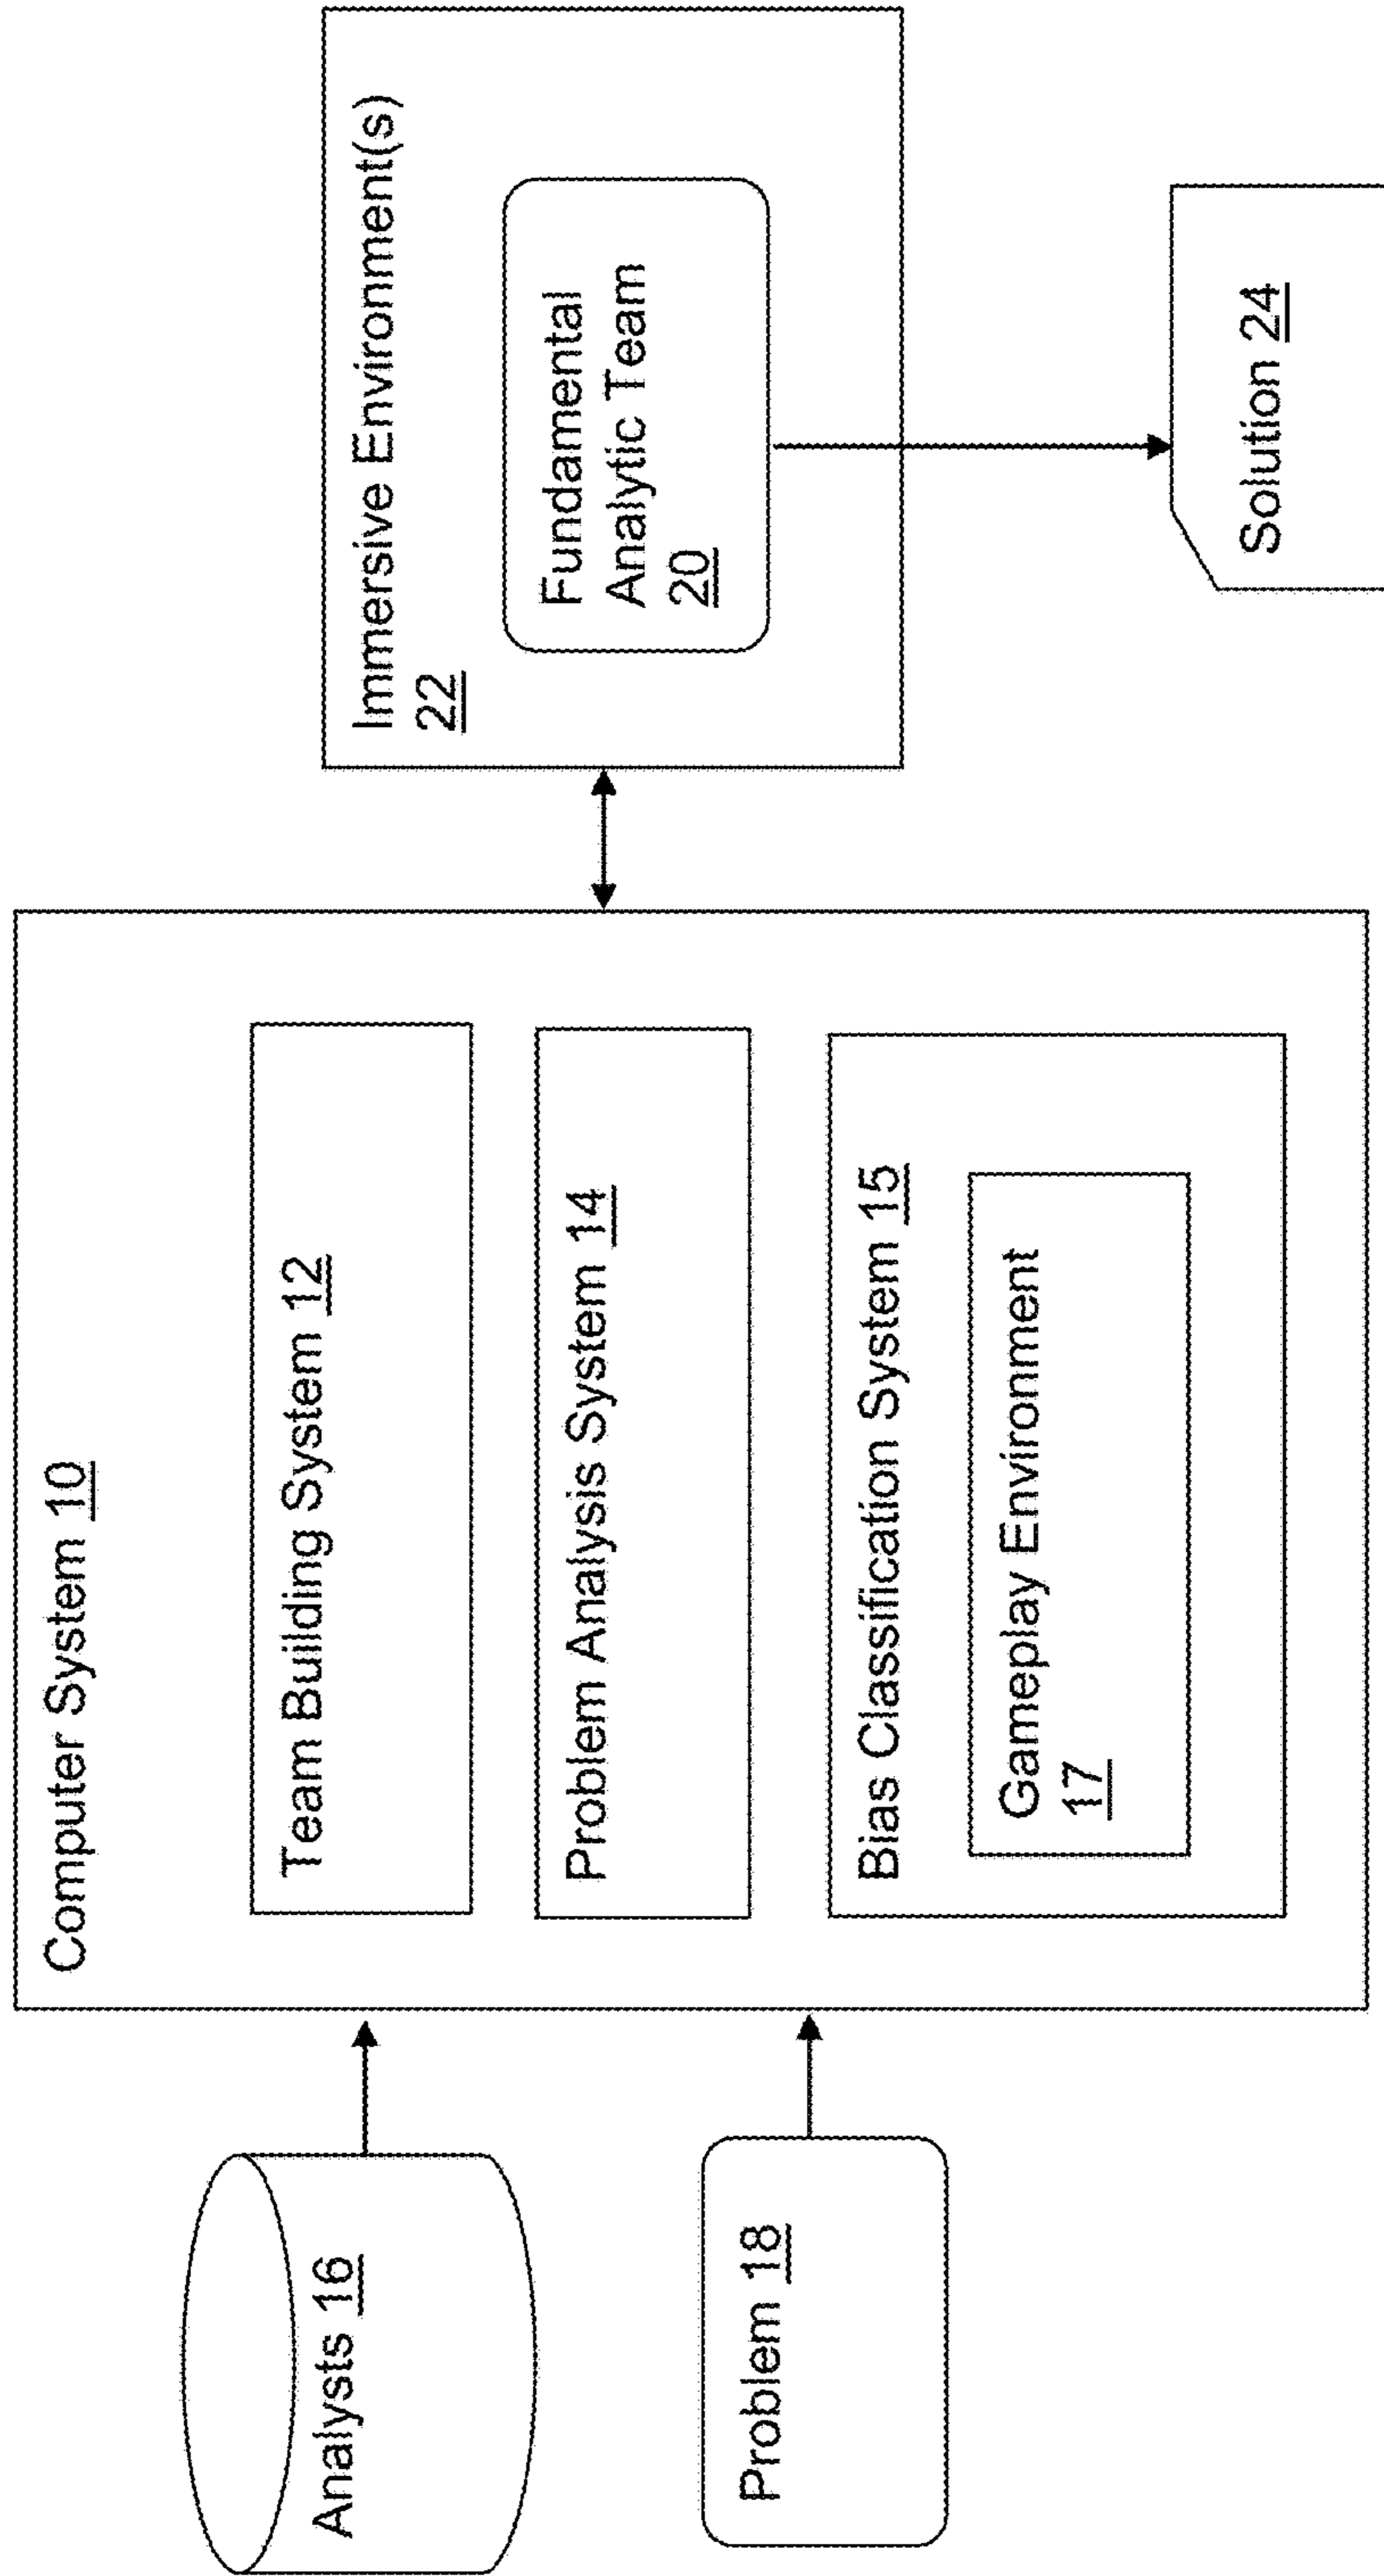 Computer System 10
Team Building System 12
Problem Analysis System 14
Bias Classification System 15
Gameplay Environment
17
Analysts 16
Problem 18
Immersive Environment(s)
22
Fundamental
Analytic Team
20
Solution 24